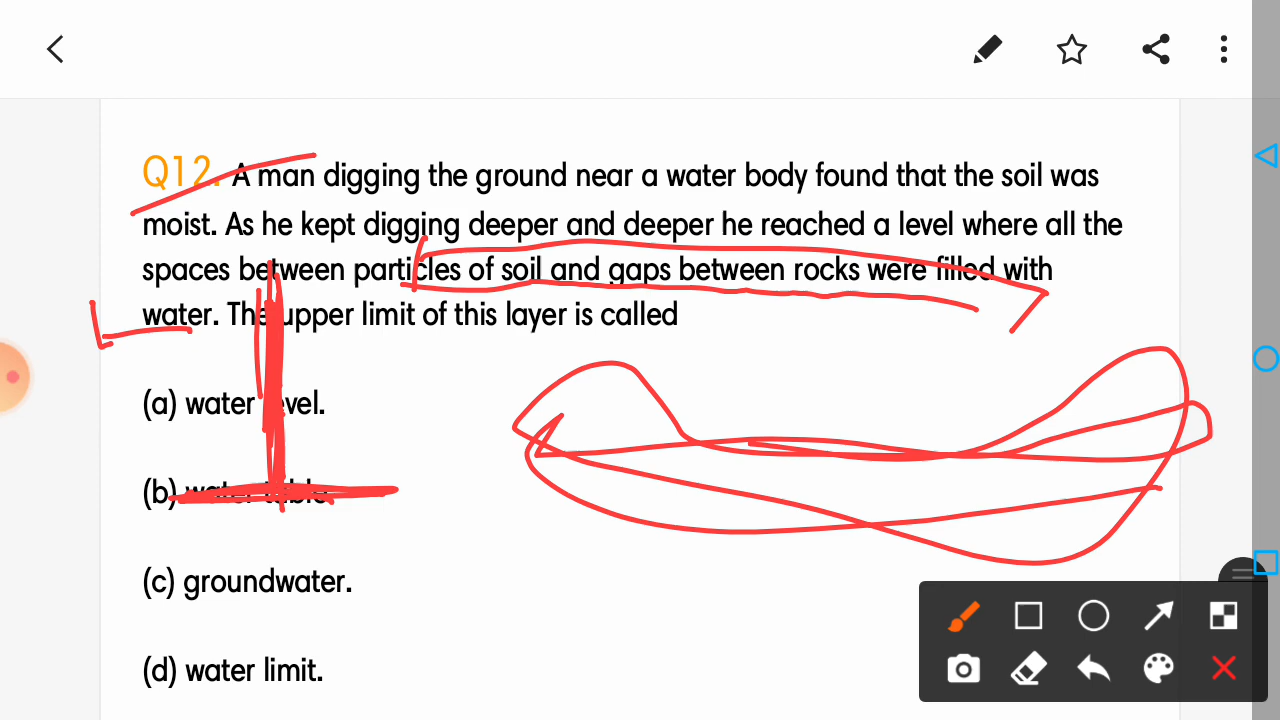 Q12. A man digging the ground near a water body found that the soil was
moist. As he kept digging deeper and deeper he reached a level where all the
spaces between particles of soil and gaps between rocks were filled with
water. The upper limit of this layer is called
(a) water level.
(b) water table
(c) groundwater.
(d) water limit.